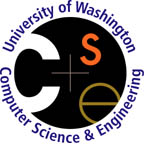 University of Washington
C s
e
Computer Science & Engineering